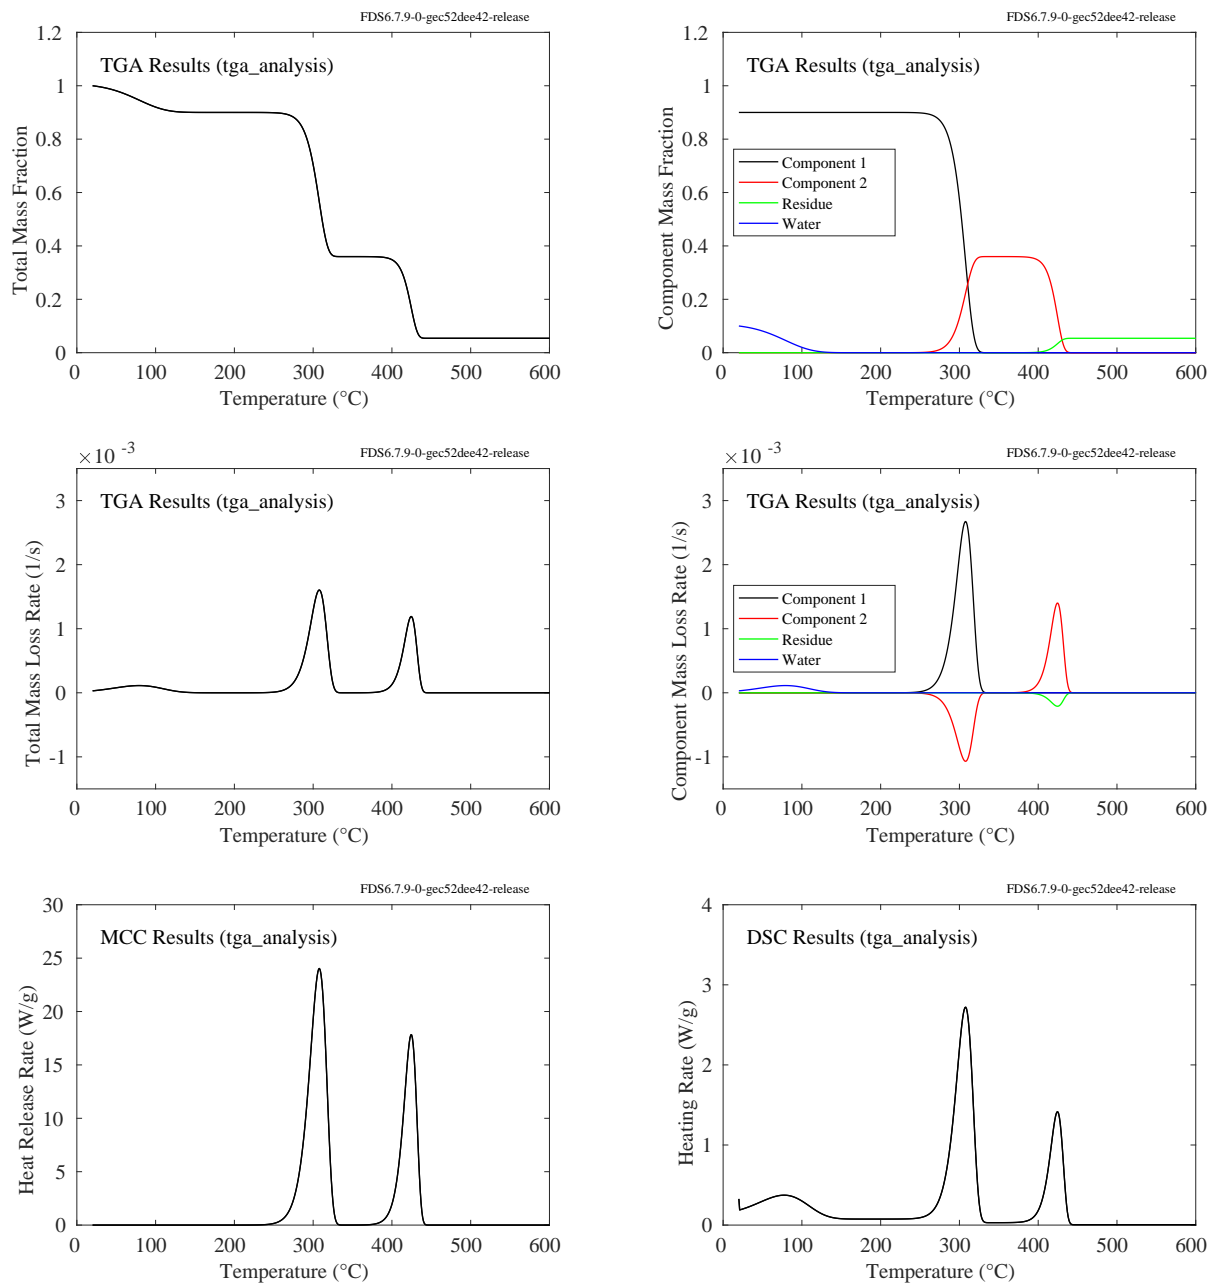 FDS6.7.9-0-gec52dee42-release
TGA Results (tga_analysis)
Total Mass Fraction
1.2
1
0.8
0.6
0.4
0.2
0
0 100 200 300 400 500 600
Temperature (°C)
FDS6.7.9-0-gec52dee42-release
TGA Results (tga_analysis)
Component Mass Fraction
1.2
1
0.8
0.6
0.4
0.2
0
Component 1
Component 2
Residue
Water
0 100 200 300 400 500 600
Temperature (°C)
×10 -3
FDS6.7.9-0-gec52dee42-release
TGA Results (tga_analysis)
Total Mass Loss Rate (1/s)
3
2
1
0
-1
0 100 200 300 400 500 600
Temperature (°C)
×10 -3
FDS6.7.9-0-gec52dee42-release
TGA Results (tga_analysis)
Component Mass Loss Rate (1/s)
3
2
1
0
-1
Component 1
Component 2
Residue
Water
0 100 200 300 400 500 600
Temperature (°C)
FDS6.7.9-0-gec52dee42-release
MCC Results (tga_analysis)
Heat Release Rate (W/g)
30
25
20
15
10
5
0
0 100 200 300 400 500 600
Temperature (°C)
FDS6.7.9-0-gec52dee42-release
DSC Results (tga_analysis)
Heating Rate (W/g)
4
3
2
1
0
0 100 200 300 400 500 600
Temperature (°C)